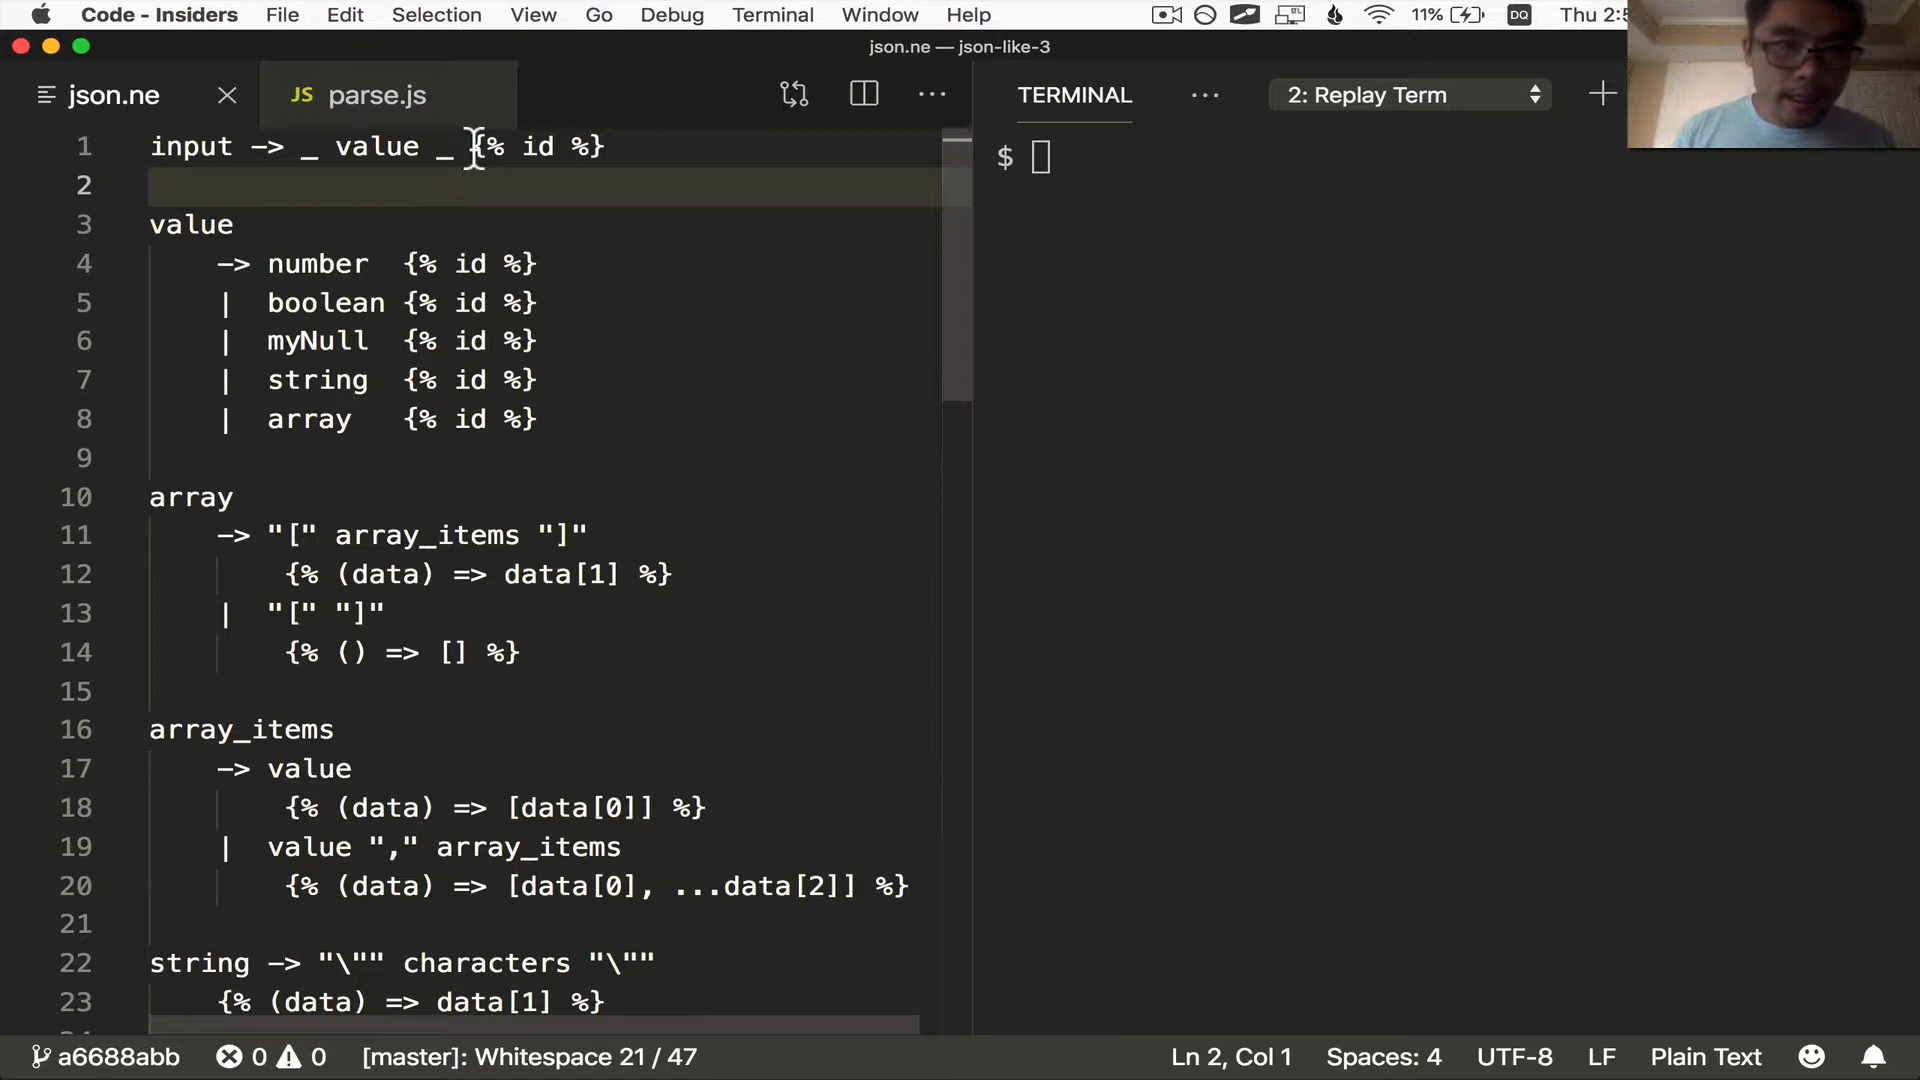 Code - Insiders File Edit Selection View Go Debug Terminal Window Help 11% DQ Thu 2:5
json.ne — json-like-3
json.ne JS parse.js
TERMINAL 2: Replay Term
1 input -> _ value _ {% id %}
2
3 value
4 -> number {% id %}
5 | boolean {% id %}
6 | myNull {% id %}
7 | string {% id %}
8 | array {% id %}
9
10 array
11 -> "[" array_items "]"
12 {% (data) => data[1] %}
13 | "[" "]"
14 {% () => [] %}
15
16 array_items
17 -> value
18 {% (data) => [data[0]] %}
19 | value "," array_items
20 {% (data) => [data[0], ...data[2]] %}
21
22 string -> "\"" characters "\""
23 {% (data) => data[1] %}
$
a6688abb 0 0 [master]: Whitespace 21 / 47 Ln 2, Col 1 Spaces: 4 UTF-8 LF Plain Text